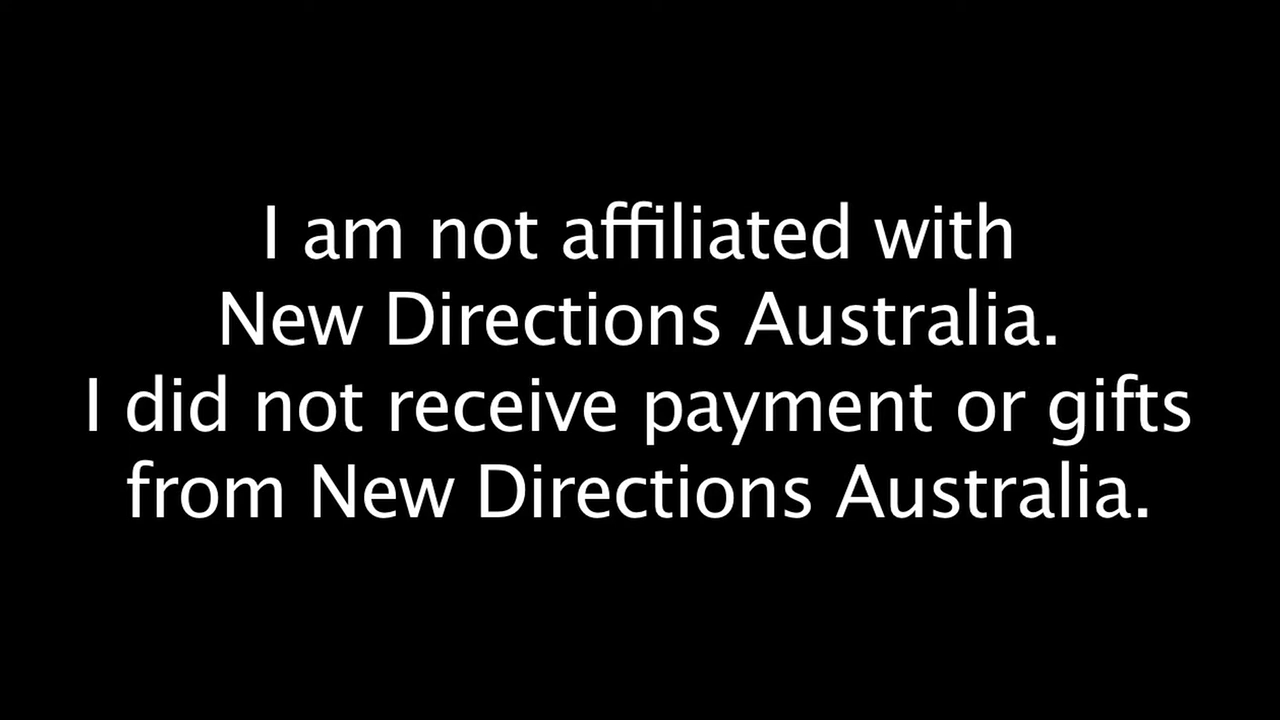 I am not affiliated with
New Directions Australia.
I did not receive payment or gifts
from New Directions Australia.